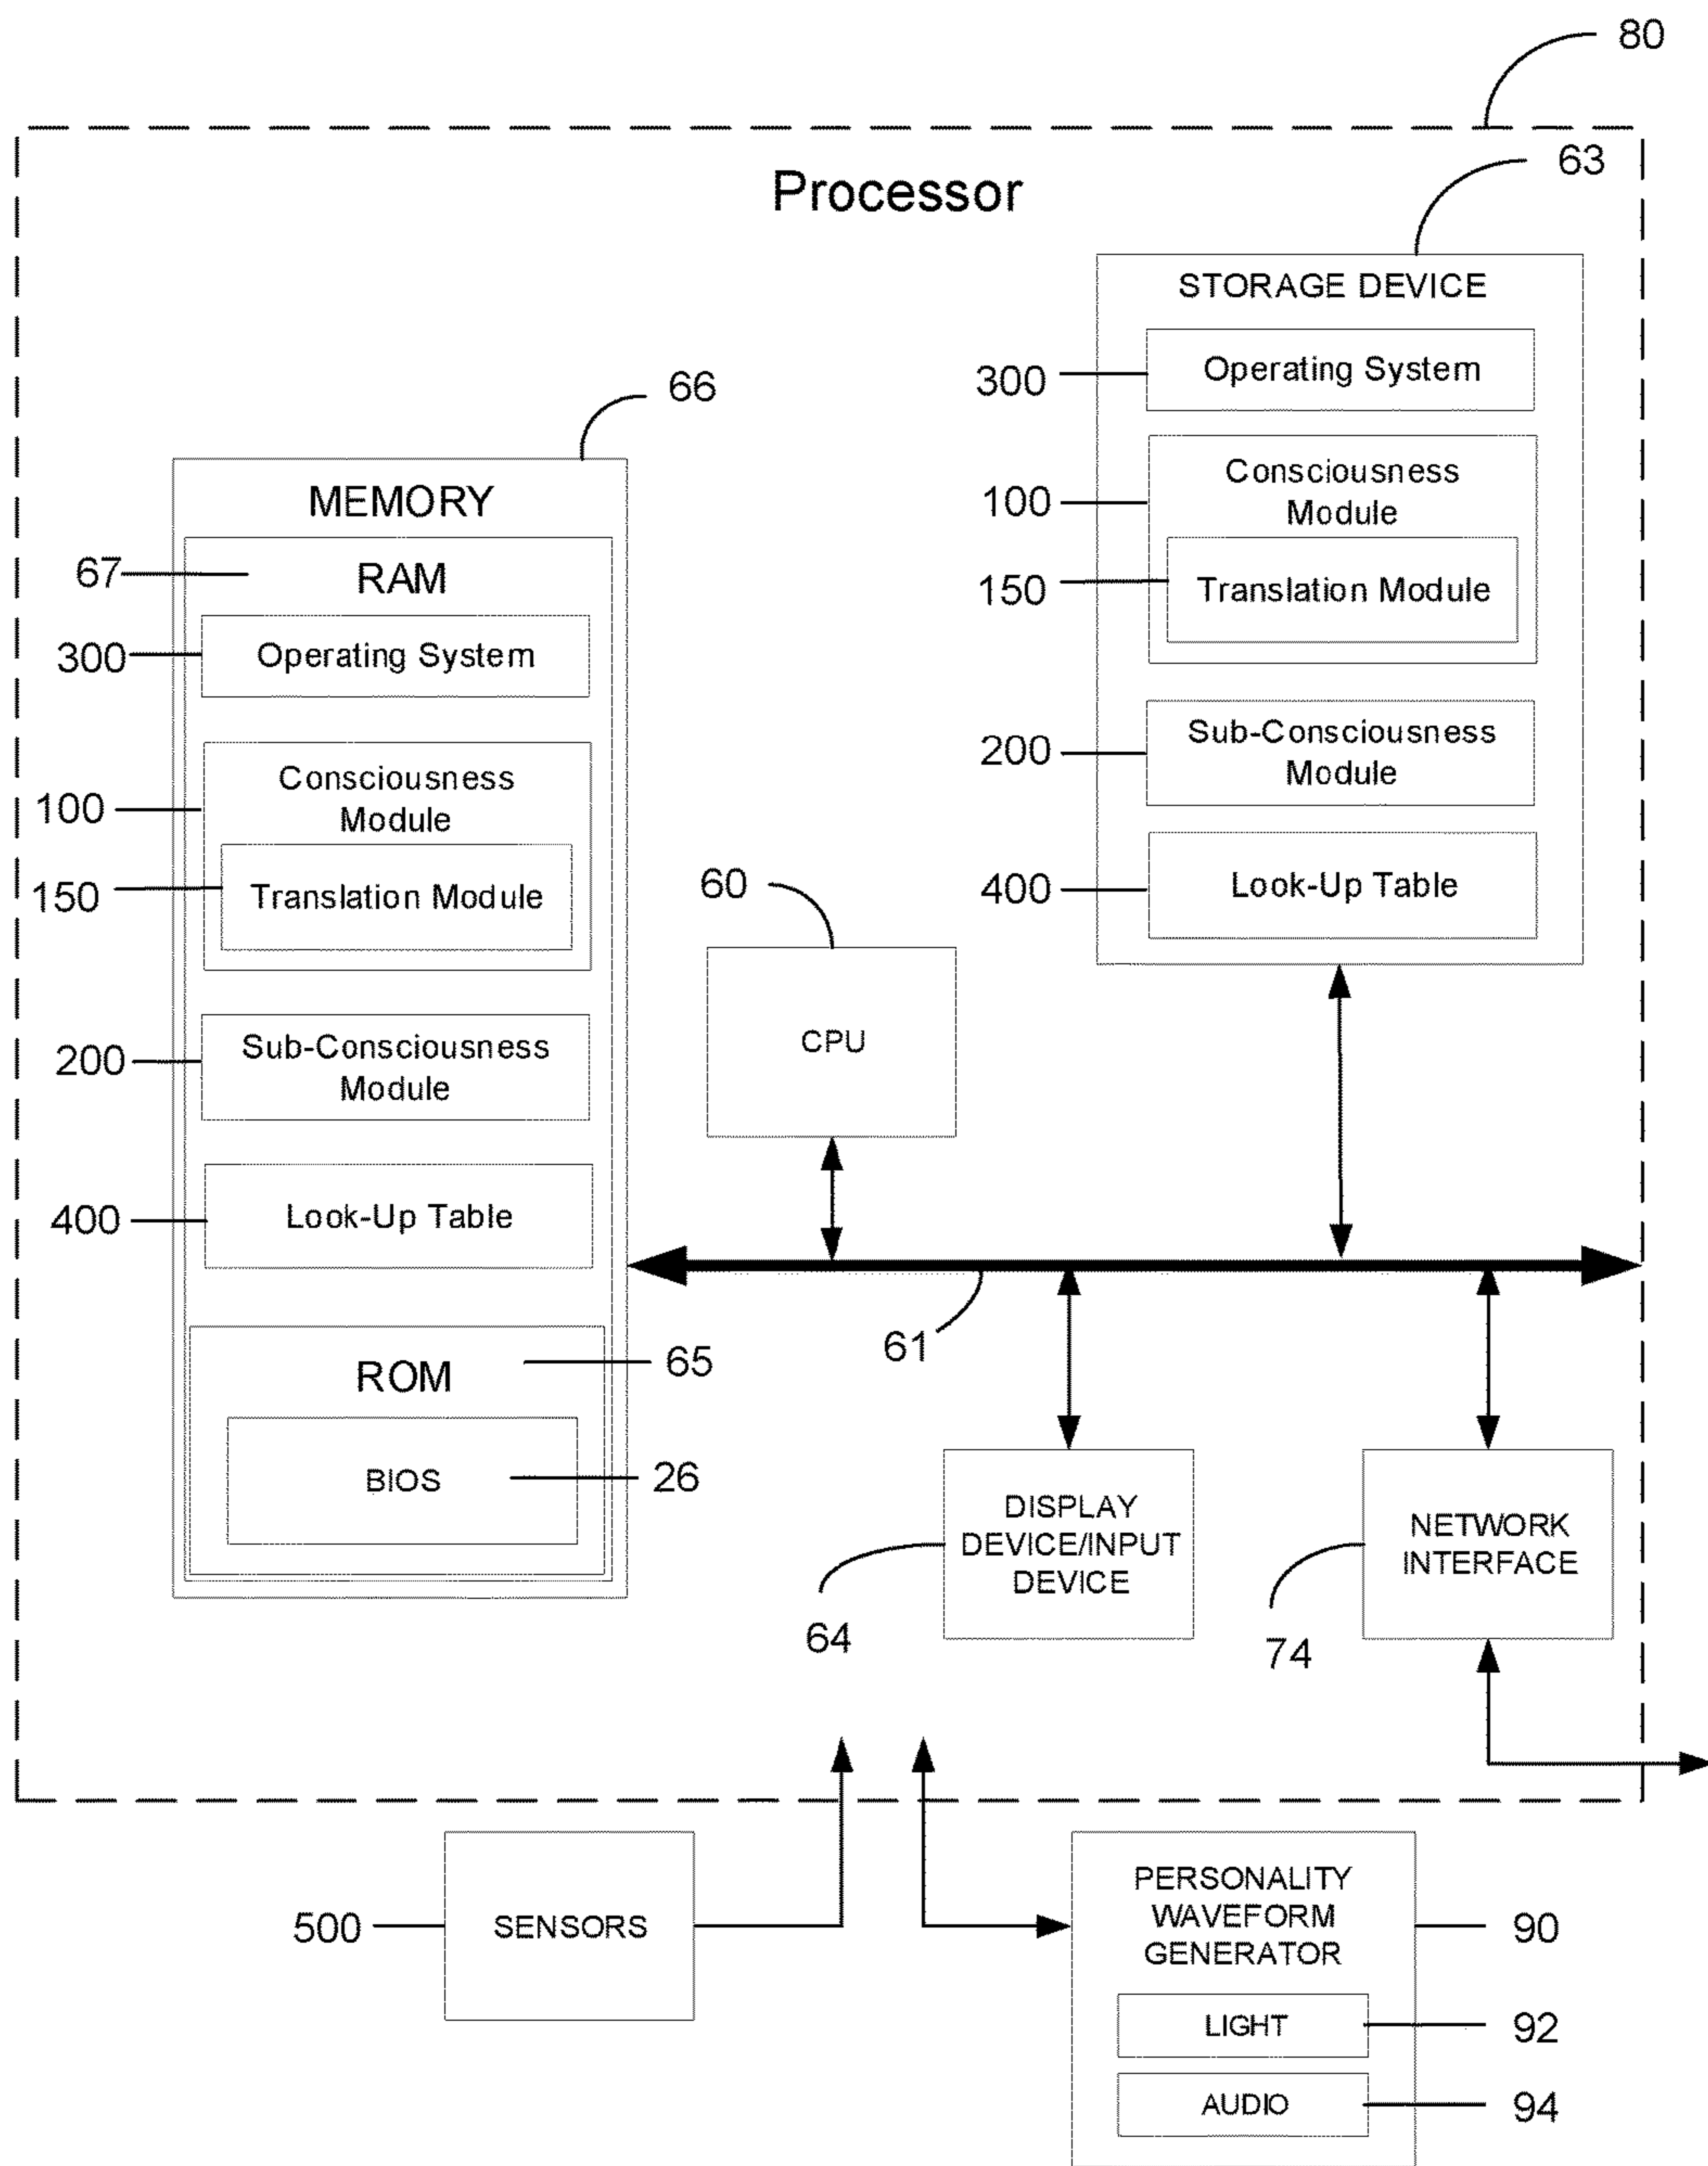 80
Processor
63
STORAGE DEVICE
300
Operating System
100
Consciousness
Module
150
Translation Module
200
Sub-Consciousness
Module
400
Look-Up Table
66
MEMORY
67
RAM
300
Operating System
100
Consciousness
Module
150
Translation Module
200
Sub-Consciousness
Module
400
Look-Up Table
ROM
65
BIOS
26
60
CPU
61
DISPLAY
DEVICE/INPUT
DEVICE
64
NETWORK
INTERFACE
74
500
SENSORS
PERSONALITY
WAVEFORM
GENERATOR
90
LIGHT
92
AUDIO
94